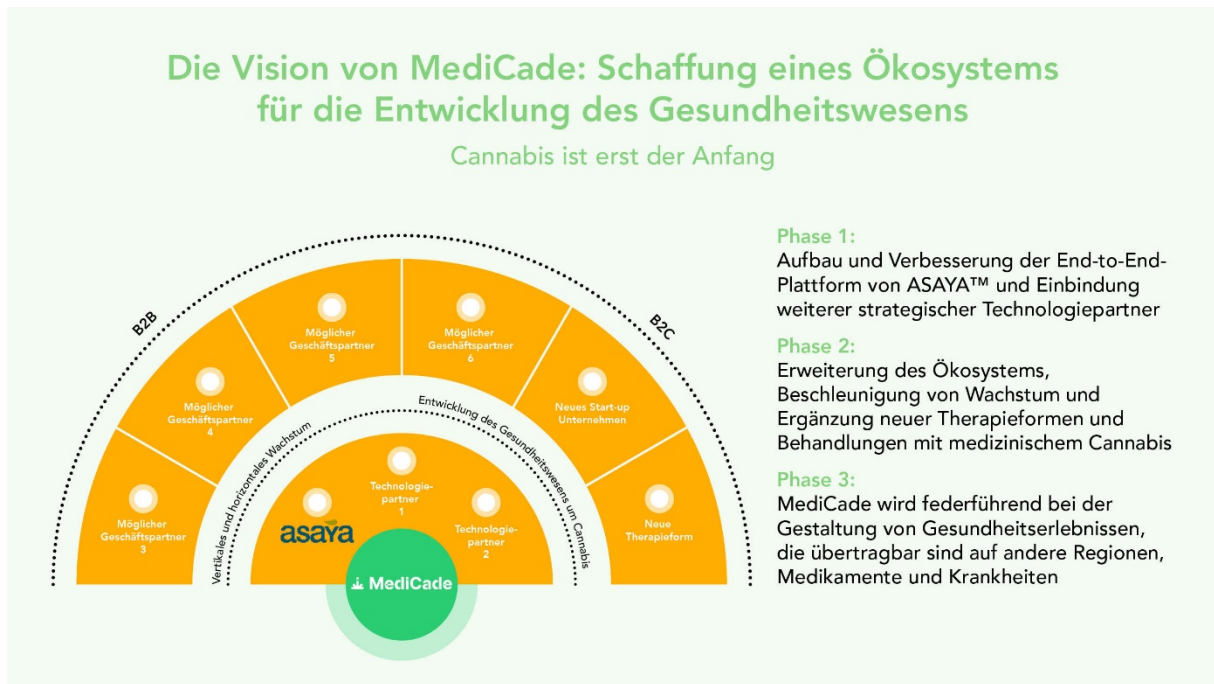 Die Vision von MediCade: Schaffung eines Ökosystems
für die Entwicklung des Gesundheitswesens
Cannabis ist erst der Anfang
B2B
B2C
Möglicher
Geschäftspartner
3
Möglicher
Geschäftspartner
4
Möglicher
Geschäftspartner
5
Möglicher
Geschäftspartner
6
Neues Start-up
Unternehmen
Neue
Therapieform
Vertikales und horizontales Wachstum
Entwicklung des Gesundheitswesens um Cannabis
asaya
Technologie-
partner
1
Technologie-
partner
2
MediCade
Phase 1:
Aufbau und Verbesserung der End-to-End-
Plattform von ASAYA™ und Einbindung
weiterer strategischer Technologiepartner
Phase 2:
Erweiterung des Ökosystems,
Beschleunigung von Wachstum und
Ergänzung neuer Therapieformen und
Behandlungen mit medizinischem Cannabis
Phase 3:
MediCade wird federführend bei der
Gestaltung von Gesundheitserlebnissen,
die übertragbar sind auf andere Regionen,
Medikamente und Krankheiten